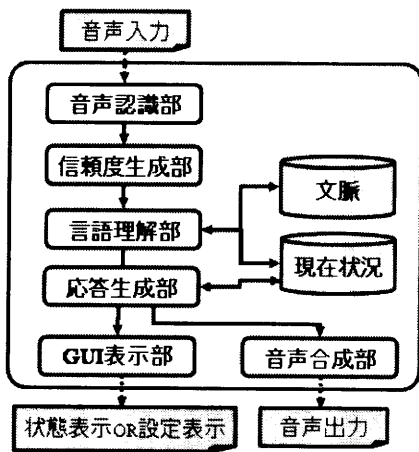 音声入力
音声認識部
信頼度生成部
文脈
言語理解部
現在状況
応答生成部
GUI表示部
音声合成部
状態表示OR設定表示
音声出力